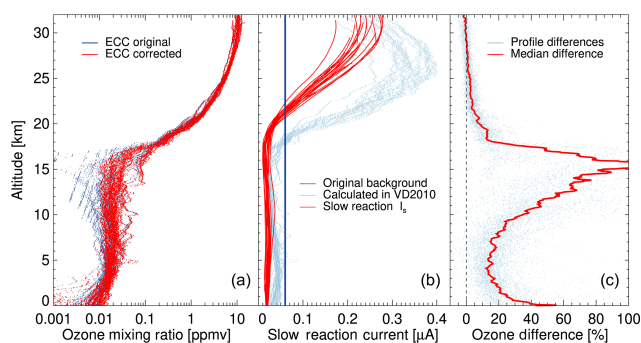 ECC original
ECC corrected
Original background
Calculated in VD2010
Slow reaction I_s
Profile differences
Median difference
30
25
20
15
10
5
0
Altitude [km]
(a)
(b)
(c)
0.001 0.01 0.1 1 10
0 0.1 0.2 0.3 0.4
0 20 40 60 80 100
Ozone mixing ratio [ppmv]
Slow reaction current [µA]
Ozone difference [%]